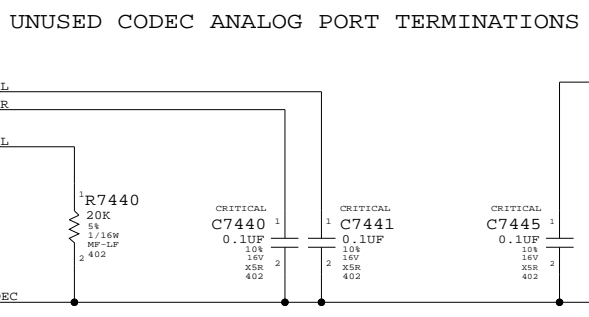 UNUSED CODEC ANALOG PORT TERMINATIONS
L
R
L
1
R7440
20K
5%
1/16W
MF-LF
402
2
CRITICAL
C7440
1
0.1UF
10%
16V
X5R
402
2
CRITICAL
1
C7441
0.1UF
10%
16V
X5R
402
2
CRITICAL
C7445
1
0.1UF
10%
16V
X5R
402
2
DEC